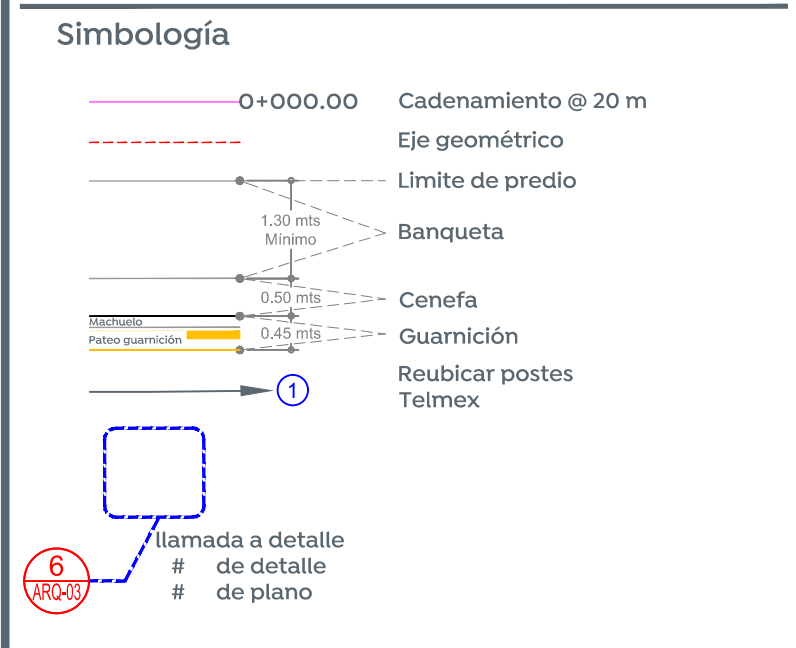 Simbología
0+000.00 Cadenamiento @ 20 m
Eje geométrico
Limite de predio
1.30 mts
Mínimo
Banqueta
0.50 mts Cenefa
Machuelo
Pateo guarnición 0.45 mts Guarnición
1 Reubicar postes
Telmex
llamada a detalle
# de detalle
# de plano
6
ARQ-03